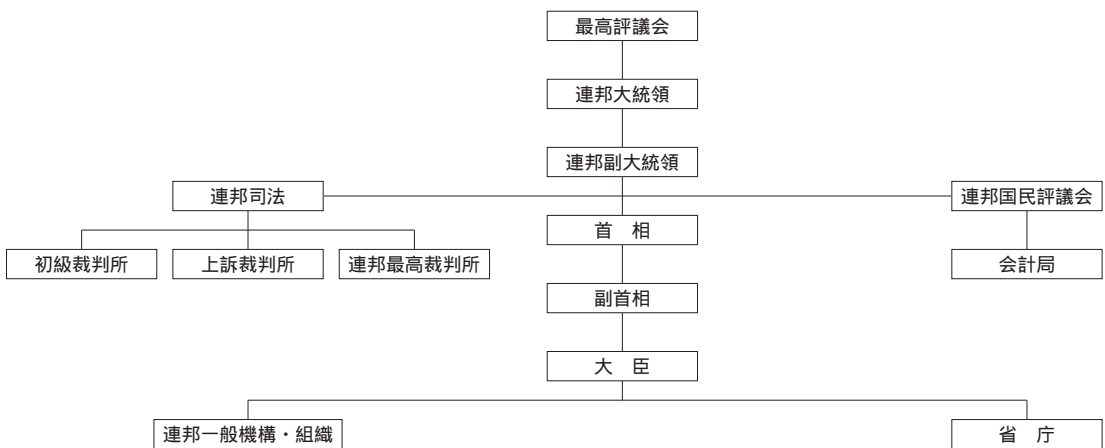 最高評議会
連邦大統領
連邦副大統領
連邦司法
連邦国民評議会
首　相
初級裁判所
上訴裁判所
連邦最高裁判所
会計局
副首相
大　臣
連邦一般機構・組織
省　庁